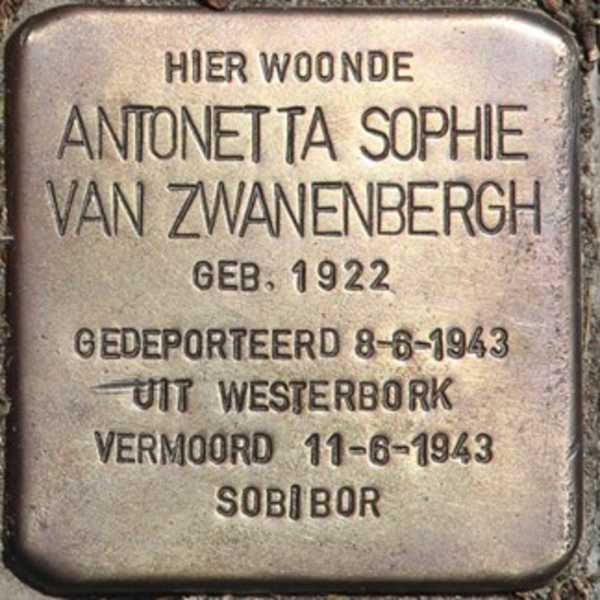 HIER WOONDE
ANTONETTA SOPHIE
VAN ZWANENBERGH
GEB. 1922
GEDEPORTEERD 8-6-1943
UIT WESTERBORK
VERMOORD 11-6-1943
SOBIBOR